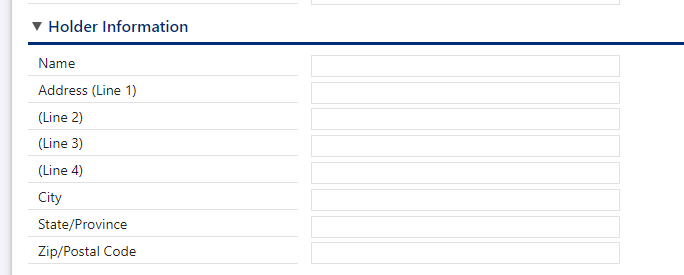 Holder Information
Name
Address (Line 1)
(Line 2)
(Line 3)
(Line 4)
City
State/Province
Zip/Postal Code